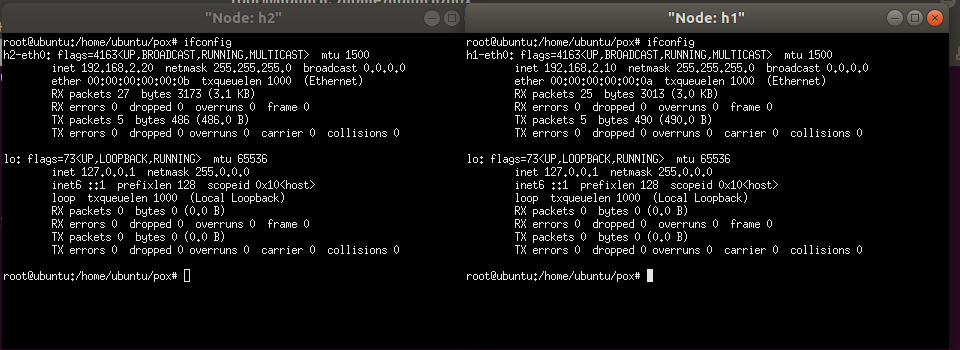 "Node: h2"
root@ubuntu:/home/ubuntu/pox# ifconfig
h2-eth0: flags=4163<UP,BROADCAST,RUNNING,MULTICAST>  mtu 1500
        inet 192.168.2.20  netmask 255.255.255.0  broadcast 0.0.0.0
        ether 00:00:00:00:00:0b  txqueuelen 1000  (Ethernet)
        RX packets 27  bytes 3173 (3.1 KB)
        RX errors 0  dropped 0  overruns 0  frame 0
        TX packets 5  bytes 486 (486.0 B)
        TX errors 0  dropped 0 overruns 0  carrier 0  collisions 0
lo: flags=73<UP,LOOPBACK,RUNNING>  mtu 65536
        inet 127.0.0.1  netmask 255.0.0.0
        inet6 ::1  prefixlen 128  scopeid 0x10<host>
        loop  txqueuelen 1000  (Local Loopback)
        RX packets 0  bytes 0 (0.0 B)
        RX errors 0  dropped 0  overruns 0  frame 0
        TX packets 0  bytes 0 (0.0 B)
        TX errors 0  dropped 0 overruns 0  carrier 0  collisions 0
root@ubuntu:/home/ubuntu/pox#
"Node: h1"
root@ubuntu:/home/ubuntu/pox# ifconfig
h1-eth0: flags=4163<UP,BROADCAST,RUNNING,MULTICAST>  mtu 1500
        inet 192.168.2.10  netmask 255.255.255.0  broadcast 0.0.0.0
        ether 00:00:00:00:00:0a  txqueuelen 1000  (Ethernet)
        RX packets 25  bytes 3013 (3.0 KB)
        RX errors 0  dropped 0  overruns 0  frame 0
        TX packets 5  bytes 490 (490.0 B)
        TX errors 0  dropped 0 overruns 0  carrier 0  collisions 0
lo: flags=73<UP,LOOPBACK,RUNNING>  mtu 65536
        inet 127.0.0.1  netmask 255.0.0.0
        inet6 ::1  prefixlen 128  scopeid 0x10<host>
        loop  txqueuelen 1000  (Local Loopback)
        RX packets 0  bytes 0 (0.0 B)
        RX errors 0  dropped 0  overruns 0  frame 0
        TX packets 0  bytes 0 (0.0 B)
        TX errors 0  dropped 0 overruns 0  carrier 0  collisions 0
root@ubuntu:/home/ubuntu/pox#